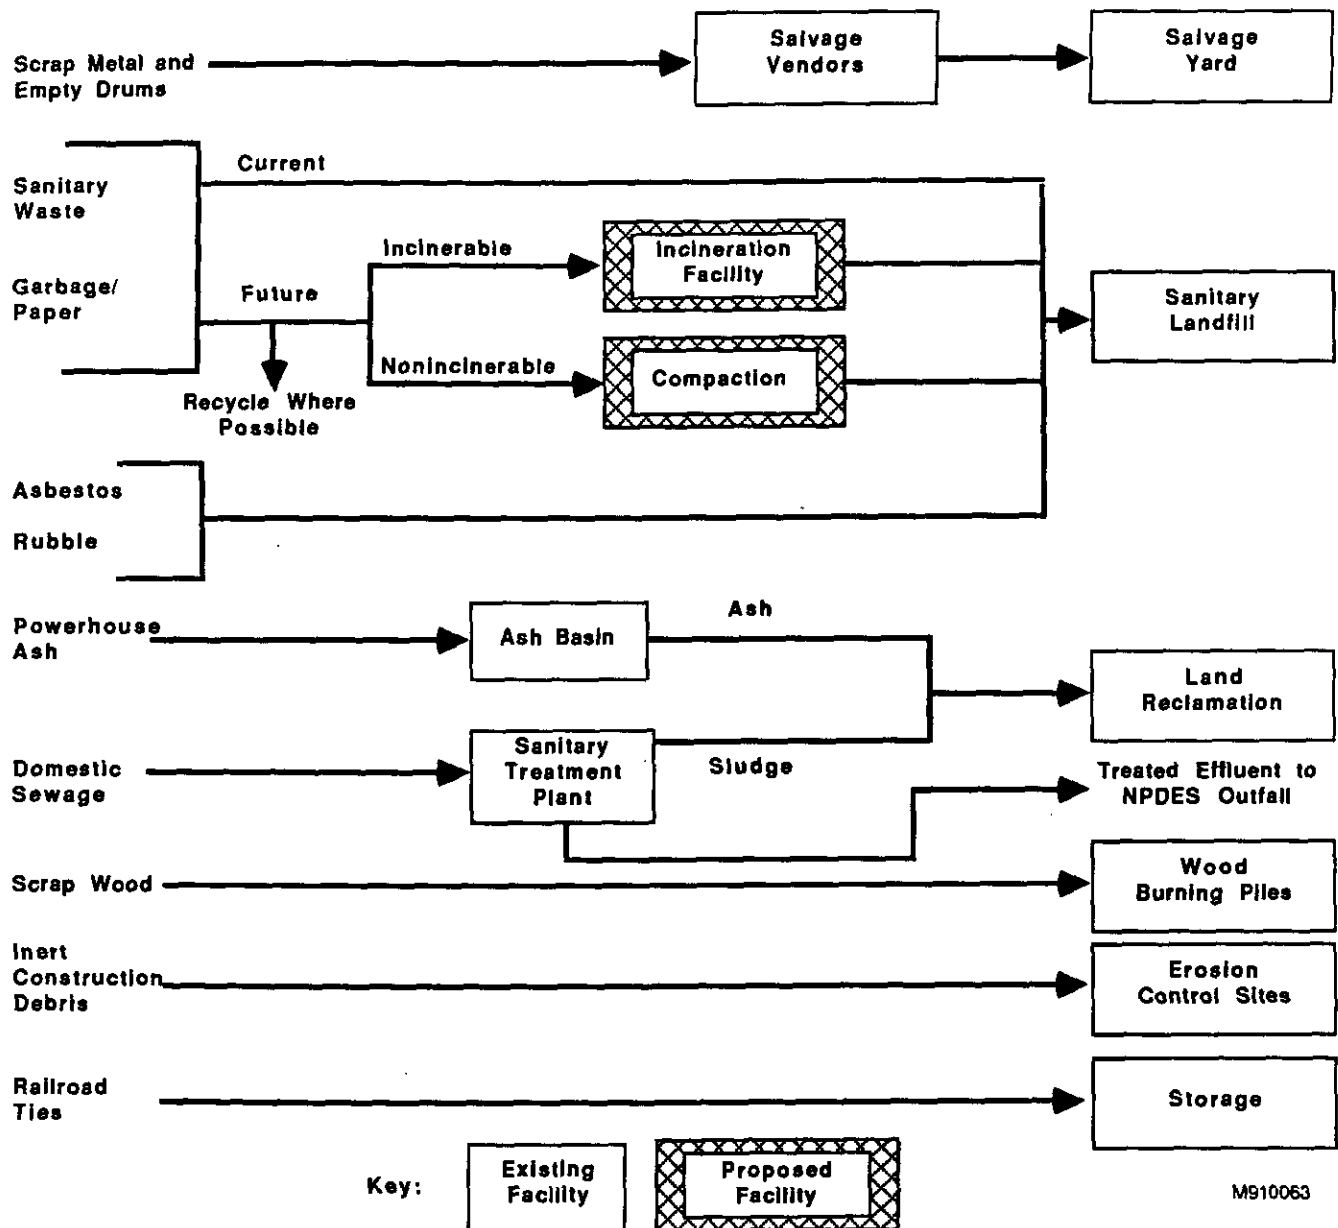 Scrap Metal and
Empty Drums
Salvage
Vendors
Salvage
Yard
Sanitary
Waste
Garbage/
Paper
Current
Future
Recycle Where
Possible
Incinerable
Nonincinerable
Incineration
Facility
Compaction
Sanitary
Landfill
Asbestos
Rubble
Powerhouse
Ash
Ash Basin
Ash
Land
Reclamation
Domestic
Sewage
Sanitary
Treatment
Plant
Sludge
Treated Effluent to
NPDES Outfall
Scrap Wood
Wood
Burning Piles
Inert
Construction
Debris
Erosion
Control Sites
Railroad
Ties
Storage
Key:
Existing
Facility
Proposed
Facility
M910063